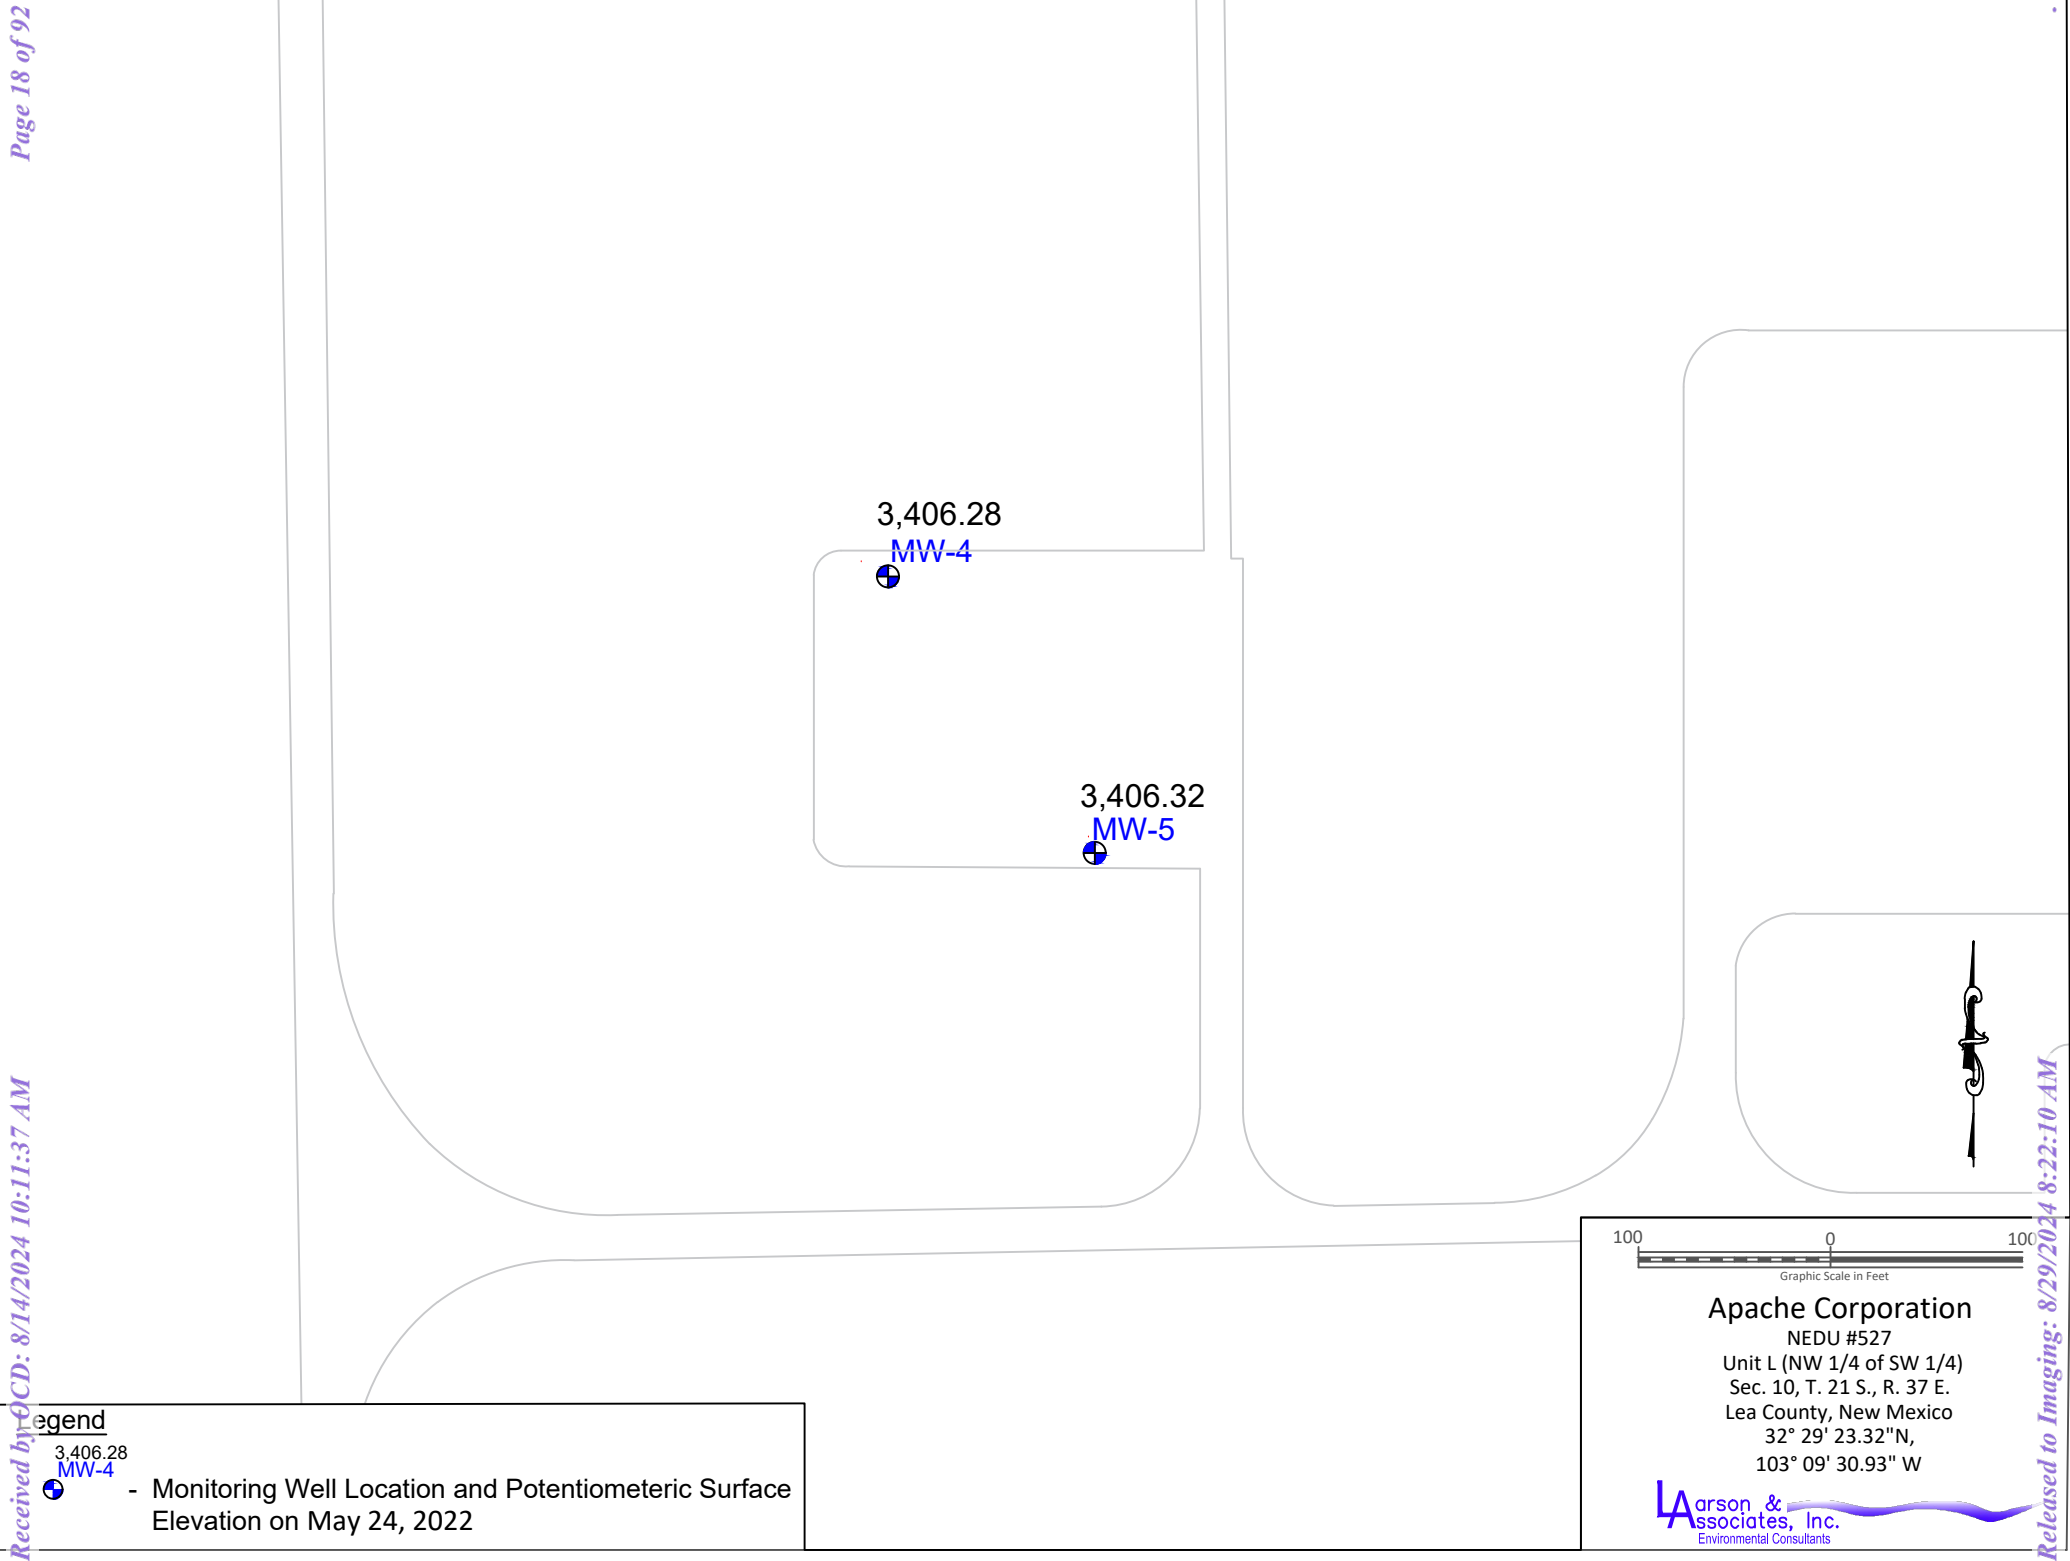 Page 18 of 92
3,406.28
MW-4
3,406.32
MW-5
Received by OCD: 8/14/2024 10:11:37 AM
Released to Imaging: 8/29/2024 8:22:10 AM
100 0 100
Graphic Scale in Feet
Apache Corporation
NEDU #527
Unit L (NW 1/4 of SW 1/4)
Sec. 10, T. 21 S., R. 37 E.
Lea County, New Mexico
32° 29' 23.32"N,
103° 09' 30.93" W
Larson &
Associates, Inc.
Environmental Consultants
Legend
3,406.28
MW-4
- Monitoring Well Location and Potentiometeric Surface
Elevation on May 24, 2022